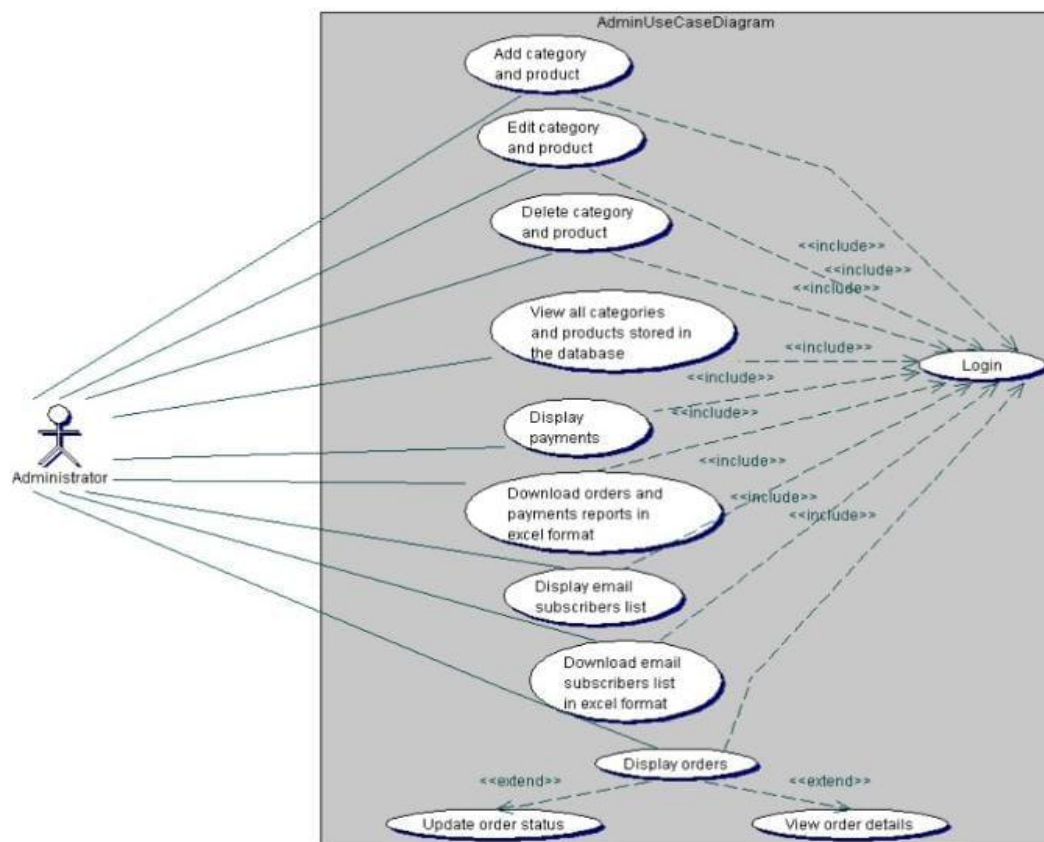 AdminUseCaseDiagram
Add category
and product
Edit category
and product
Delete category
and product
<<include>>
<<include>>
<<include>>
View all categories
and products stored in
the database
<<include>>
Login
<<include>>
Display
payments
<<include>>
<<include>>
Administrator
Download orders and
payments reports in
excel format
<<include>>
<<include>>
Display email
subscribers list
Download email
subscribers list
in excel format
Display orders
<<extend>>
<<extend>>
Update order status
View order details